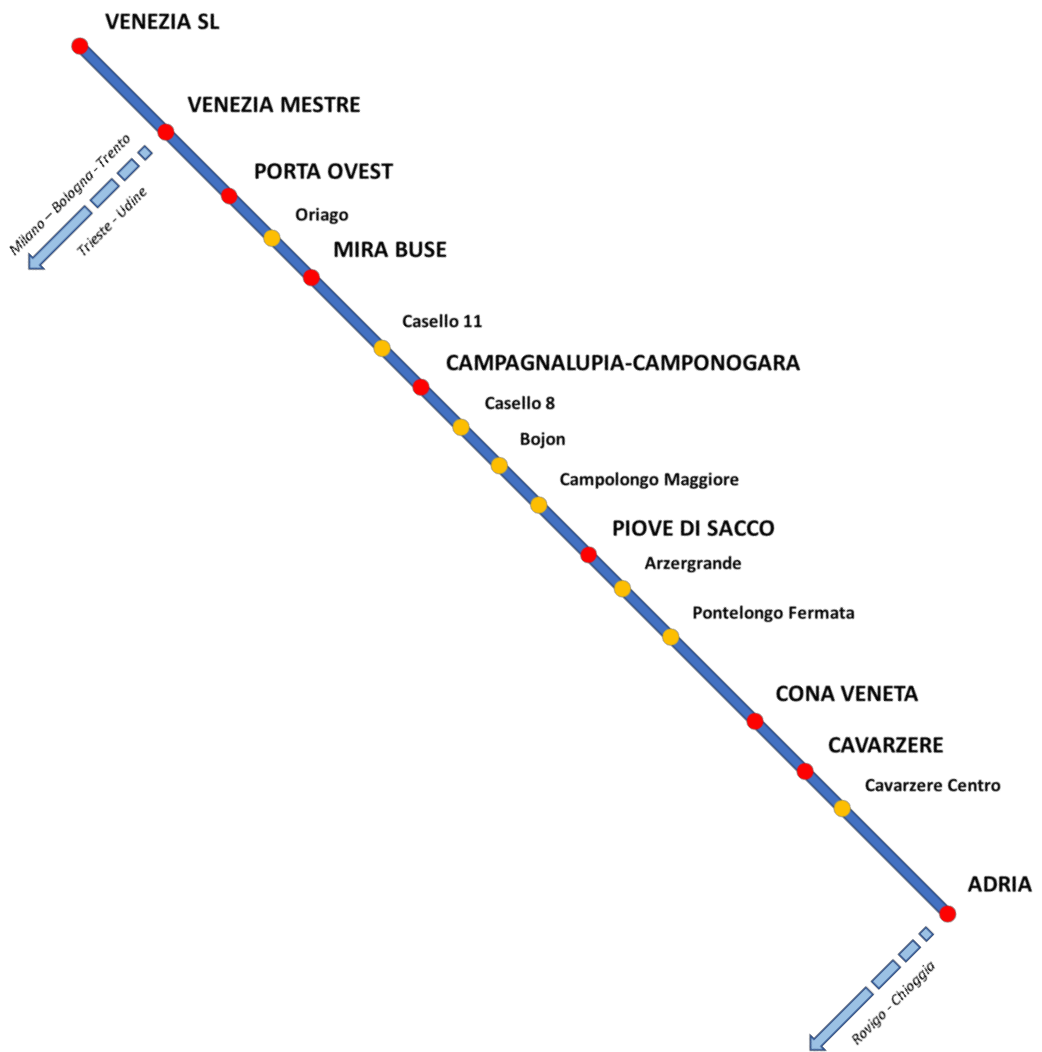 VENEZIA SL
VENEZIA MESTRE
Milano – Bologna - Trento
Trieste - Udine
PORTA OVEST
Oriago
MIRA BUSE
Casello 11
CAMPAGNALUPIA-CAMPONOGARA
Casello 8
Bojon
Campolongo Maggiore
PIOVE DI SACCO
Arzergrande
Pontelongo Fermata
CONA VENETA
CAVARZERE
Cavarzere Centro
ADRIA
Rovigo - Chioggia